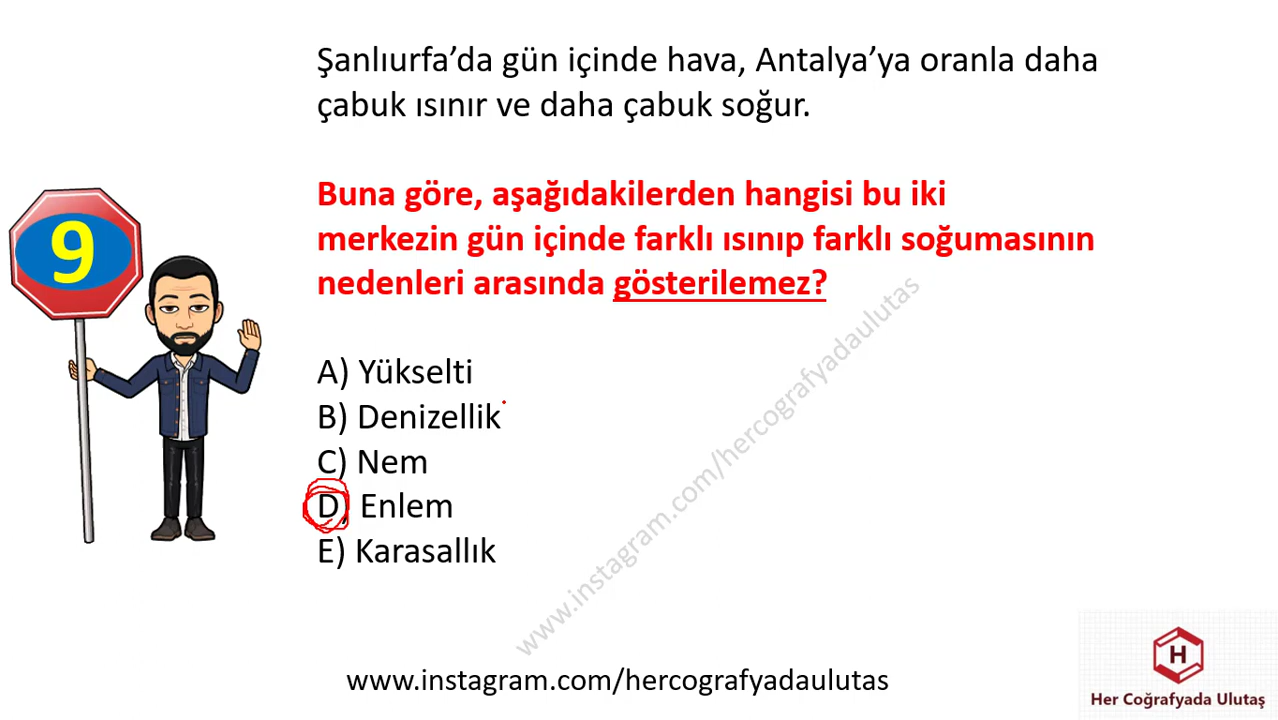 Şanlıurfa’da gün içinde hava, Antalya’ya oranla daha
çabuk ısınır ve daha çabuk soğur.
Buna göre, aşağıdakilerden hangisi bu iki
merkezin gün içinde farklı ısınıp farklı soğumasının
nedenleri arasında gösterilemez?
9
A) Yükselti
B) Denizellik
C) Nem
D) Enlem
E) Karasallık
www.instagram.com/hercografyadaulutas
www.instagram.com/hercografyadaulutas
H
Her Coğrafyada Ulutaş